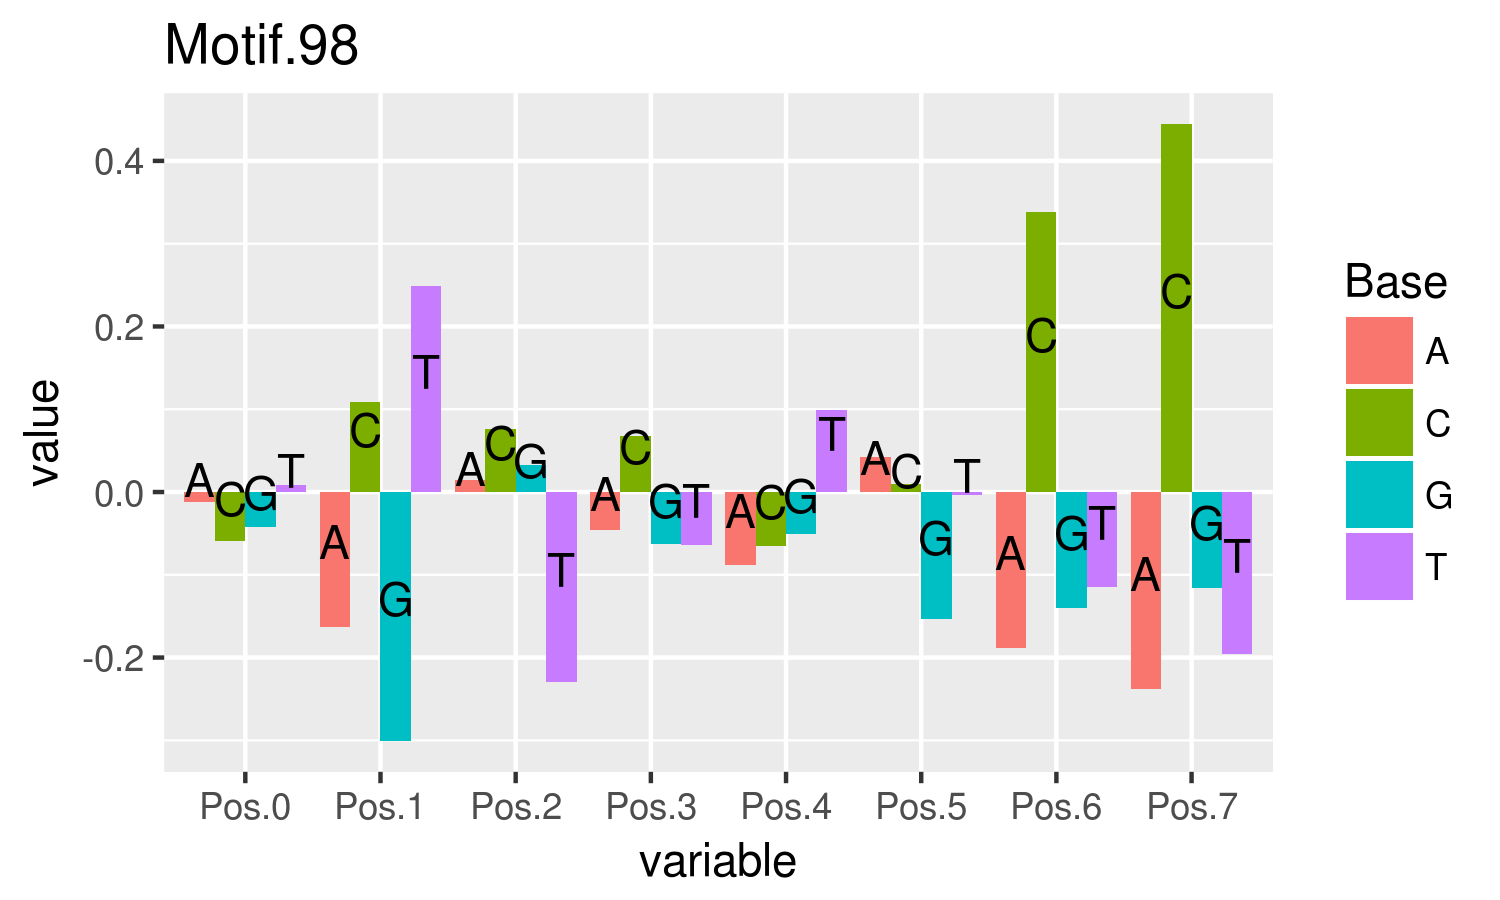 Motif.98
0.4
0.2
0.0
-0.2
value
A C G T
A C G T
A C G T
A C G T
A C G T
A C G T
A C G T
A C G T
Pos.0 Pos.1 Pos.2 Pos.3 Pos.4 Pos.5 Pos.6 Pos.7
variable
Base
A
C
G
T